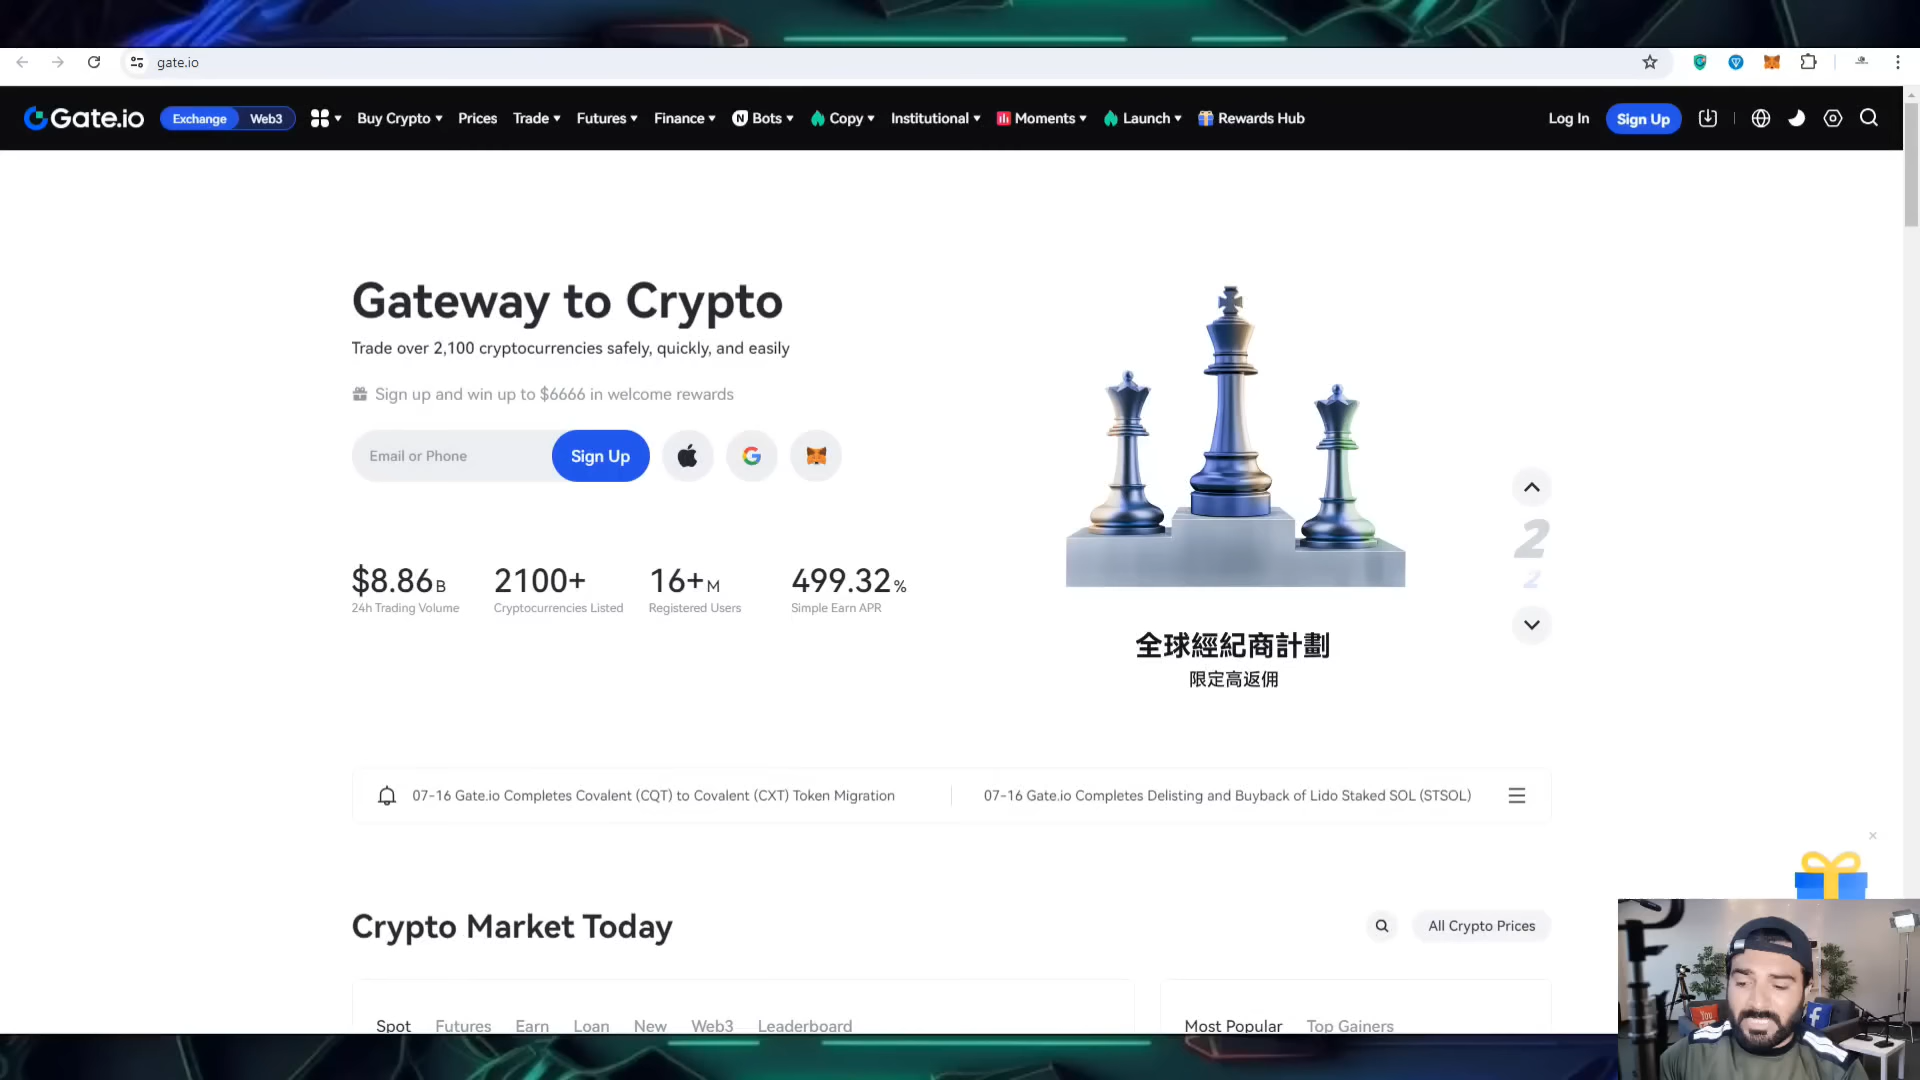 gate.io
Gate.io Exchange Web3 Buy Crypto Prices Trade Futures Finance Bots Copy Institutional Moments Launch Rewards Hub Log In Sign Up
Gateway to Crypto
Trade over 2,100 cryptocurrencies safely, quickly, and easily
Sign up and win up to $6666 in welcome rewards
Email or Phone Sign Up
$8.86B 2100+ 16+M 499.32%
24h Trading Volume Cryptocurrencies Listed Registered Users Simple Earn APR
2
2
全球經紀商計劃
限定高返佣
07-16 Gate.io Completes Covalent (CQT) to Covalent (CXT) Token Migration
07-16 Gate.io Completes Delisting and Buyback of Lido Staked SOL (STSOL)
Crypto Market Today
All Crypto Prices
Spot Futures Earn Loan New Web3 Leaderboard
Most Popular Top Gainers
You